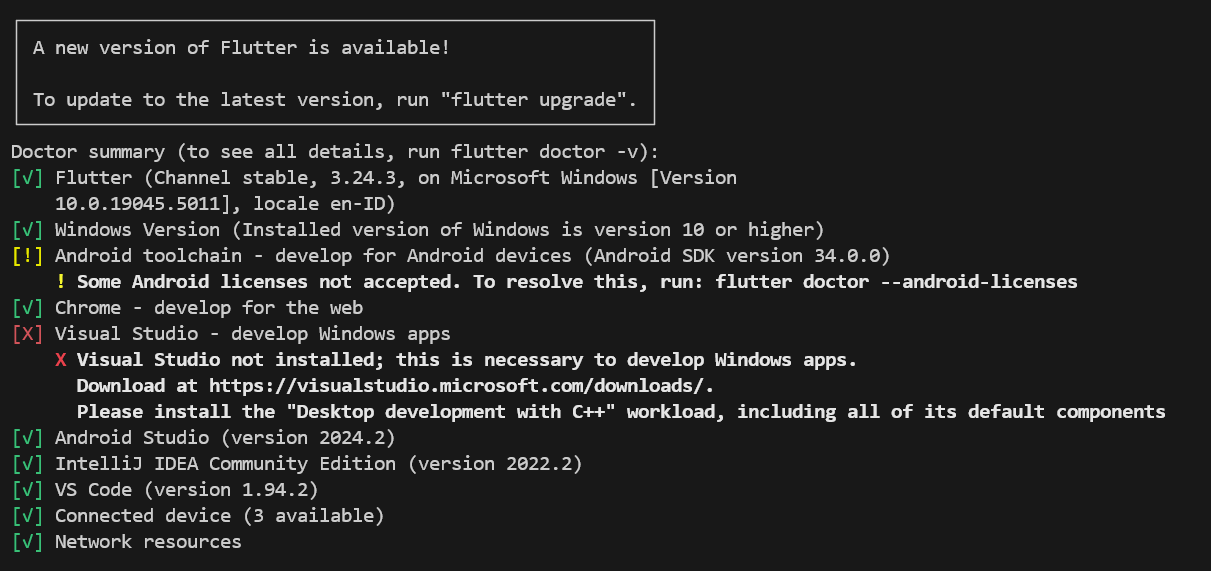 A new version of Flutter is available!
To update to the latest version, run "flutter upgrade".
Doctor summary (to see all details, run flutter doctor -v):
[√] Flutter (Channel stable, 3.24.3, on Microsoft Windows [Version
10.0.19045.5011], locale en-ID)
[√] Windows Version (Installed version of Windows is version 10 or higher)
[!] Android toolchain - develop for Android devices (Android SDK version 34.0.0)
! Some Android licenses not accepted. To resolve this, run: flutter doctor --android-licenses
[√] Chrome - develop for the web
[X] Visual Studio - develop Windows apps
X Visual Studio not installed; this is necessary to develop Windows apps.
Download at https://visualstudio.microsoft.com/downloads/.
Please install the "Desktop development with C++" workload, including all of its default components
[√] Android Studio (version 2024.2)
[√] IntelliJ IDEA Community Edition (version 2022.2)
[√] VS Code (version 1.94.2)
[√] Connected device (3 available)
[√] Network resources